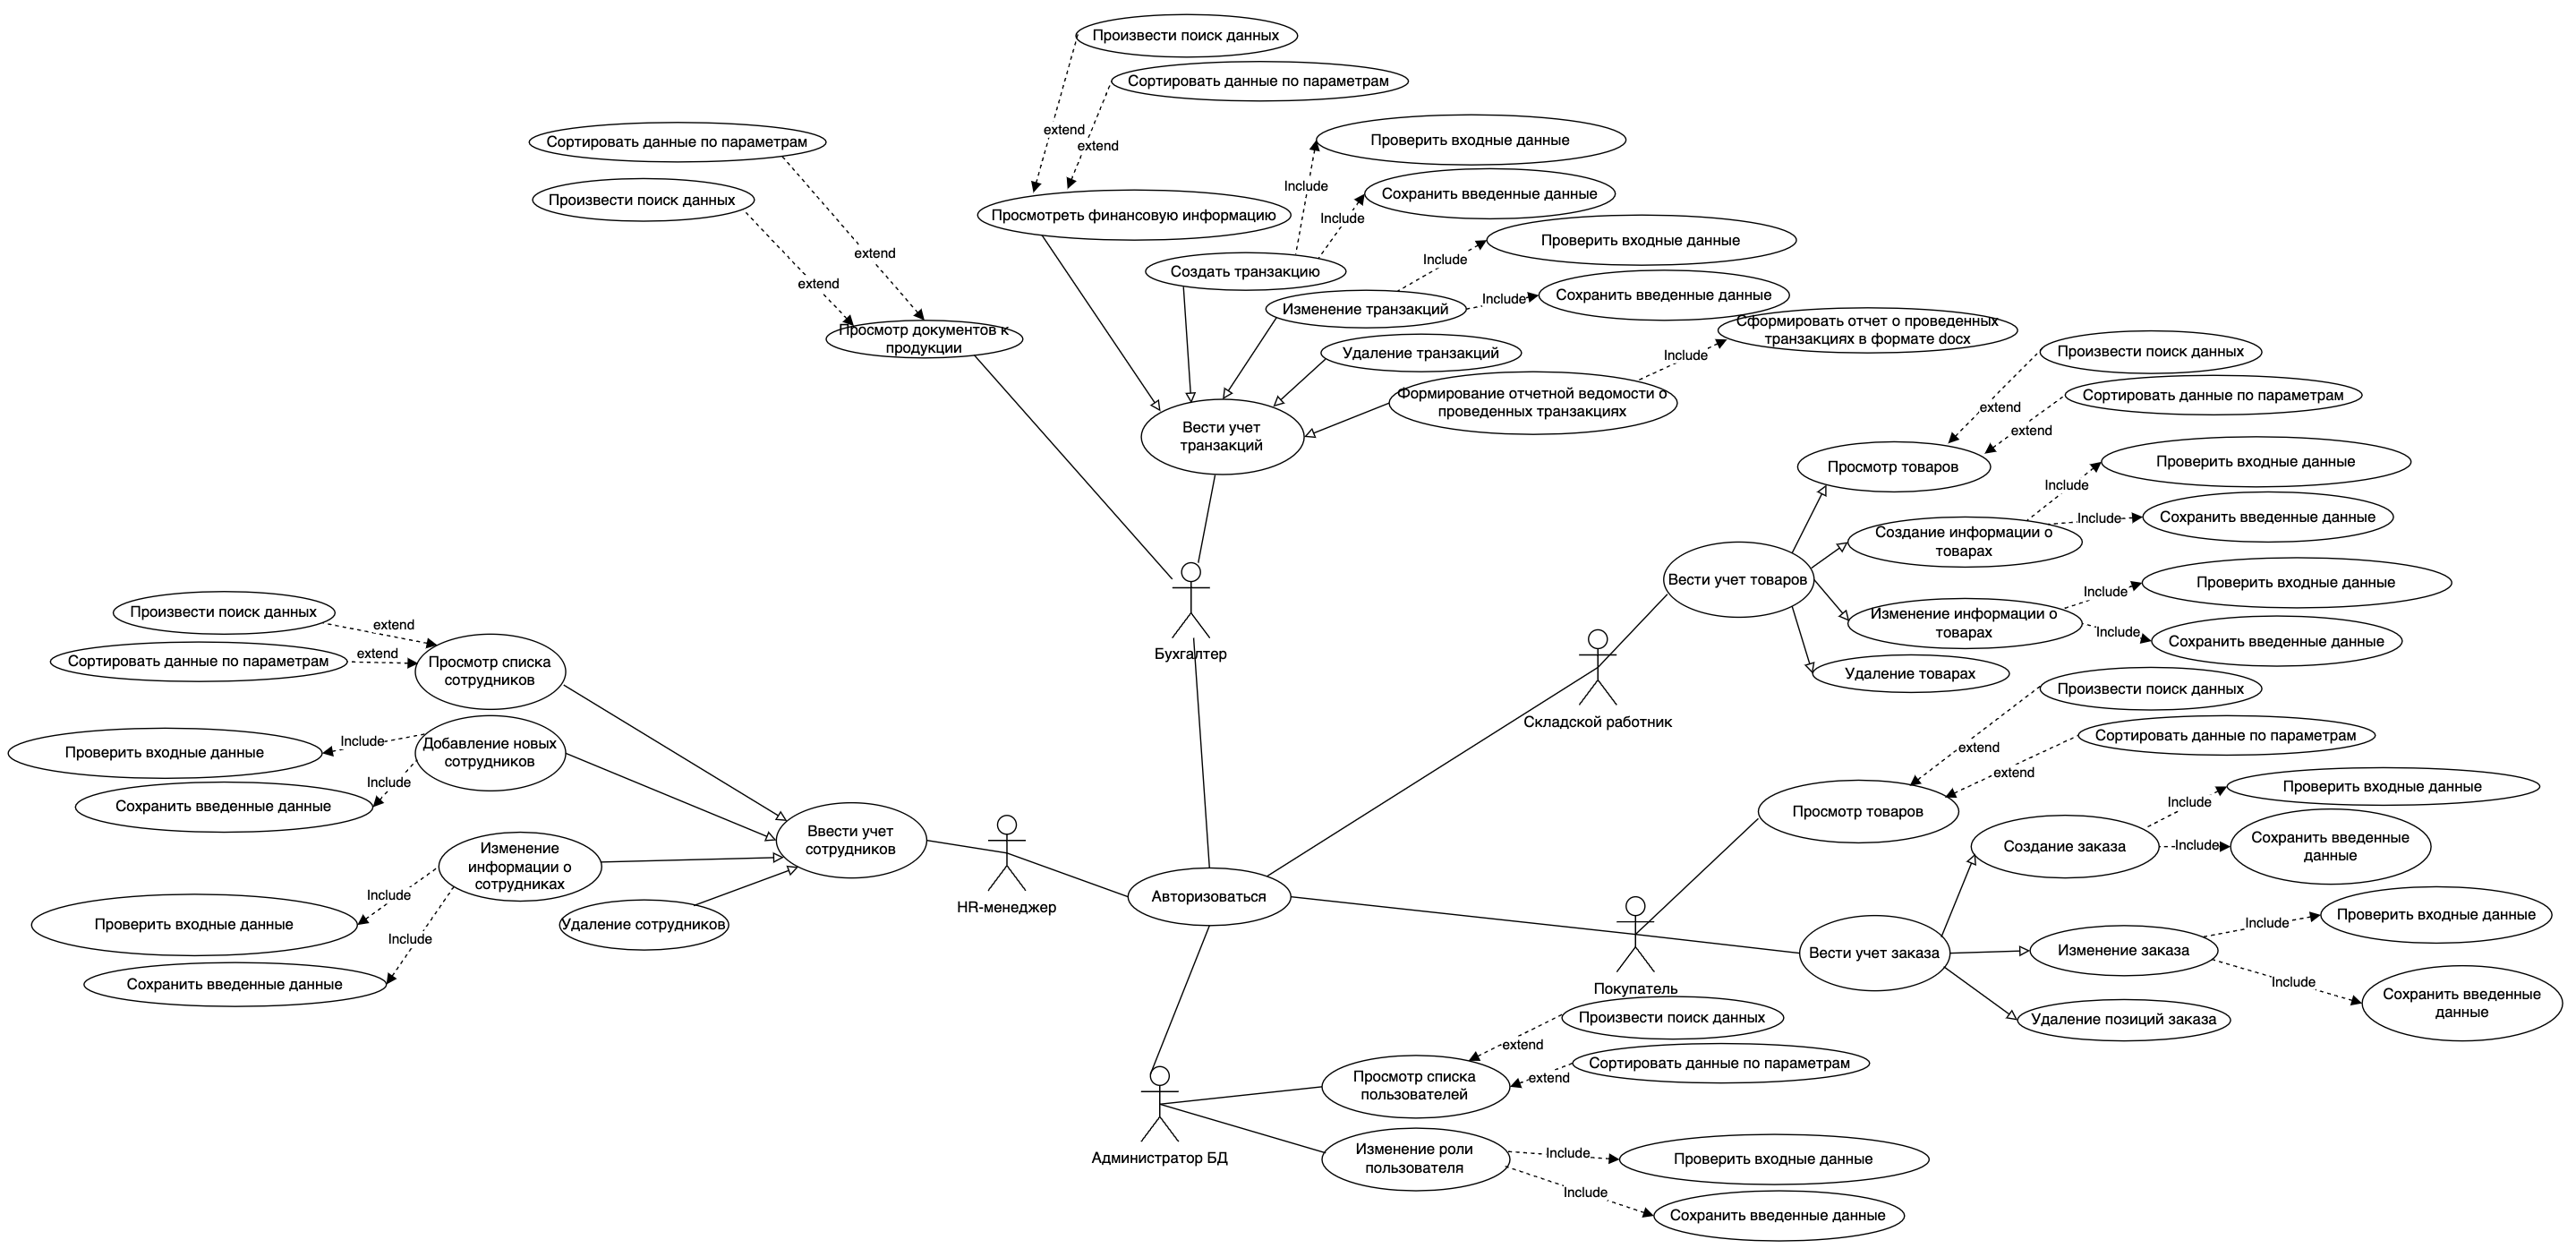 Произвести поиск данных
Сортировать данные по параметрам
extend
extend
Сортировать данные по параметрам
Произвести поиск данных
extend
extend
Просмотр документов к
продукции
Просмотреть финансовую информацию
Проверить входные данные
Include
Сохранить введенные данные
Include
Создать транзакцию
Проверить входные данные
Include
Сохранить введенные данные
Include
Изменение транзакций
Удаление транзакций
Сформировать отчет о проведенных
транзакциях в формате docx
Include
Формирование отчетной ведомости о
проведенных транзакциях
Вести учет
транзакций
Бухгалтер
Произвести поиск данных
Сортировать данные по параметрам
extend
extend
Просмотр товаров
Проверить входные данные
Include
Сохранить введенные данные
Include
Создание информации о
товарах
Вести учет товаров
Проверить входные данные
Include
Изменение информации о
товарах
Include
Сохранить введенные данные
Удаление товарах
Складской работник
Произвести поиск данных
extend
Сортировать данные по параметрам
extend
Просмотр списка
сотрудников
Include
Проверить входные данные
Добавление новых
сотрудников
Include
Сохранить введенные данные
Ввести учет
сотрудников
Изменение
информации о
сотрудниках
Include
Проверить входные данные
Include
Сохранить введенные данные
Удаление сотрудников
HR-менеджер
Авторизоваться
Произвести поиск данных
Сортировать данные по параметрам
extend
extend
Просмотр товаров
Проверить входные данные
Include
Создание заказа
Include
Сохранить введенные
данные
Покупатель
Вести учет заказа
Include
Проверить входные данные
Изменение заказа
Include
Сохранить введенные
данные
Удаление позиций заказа
Произвести поиск данных
extend
Сортировать данные по параметрам
extend
Просмотр списка
пользователей
Администратор БД
Изменение роли
пользователя
Include
Проверить входные данные
Include
Сохранить введенные данные